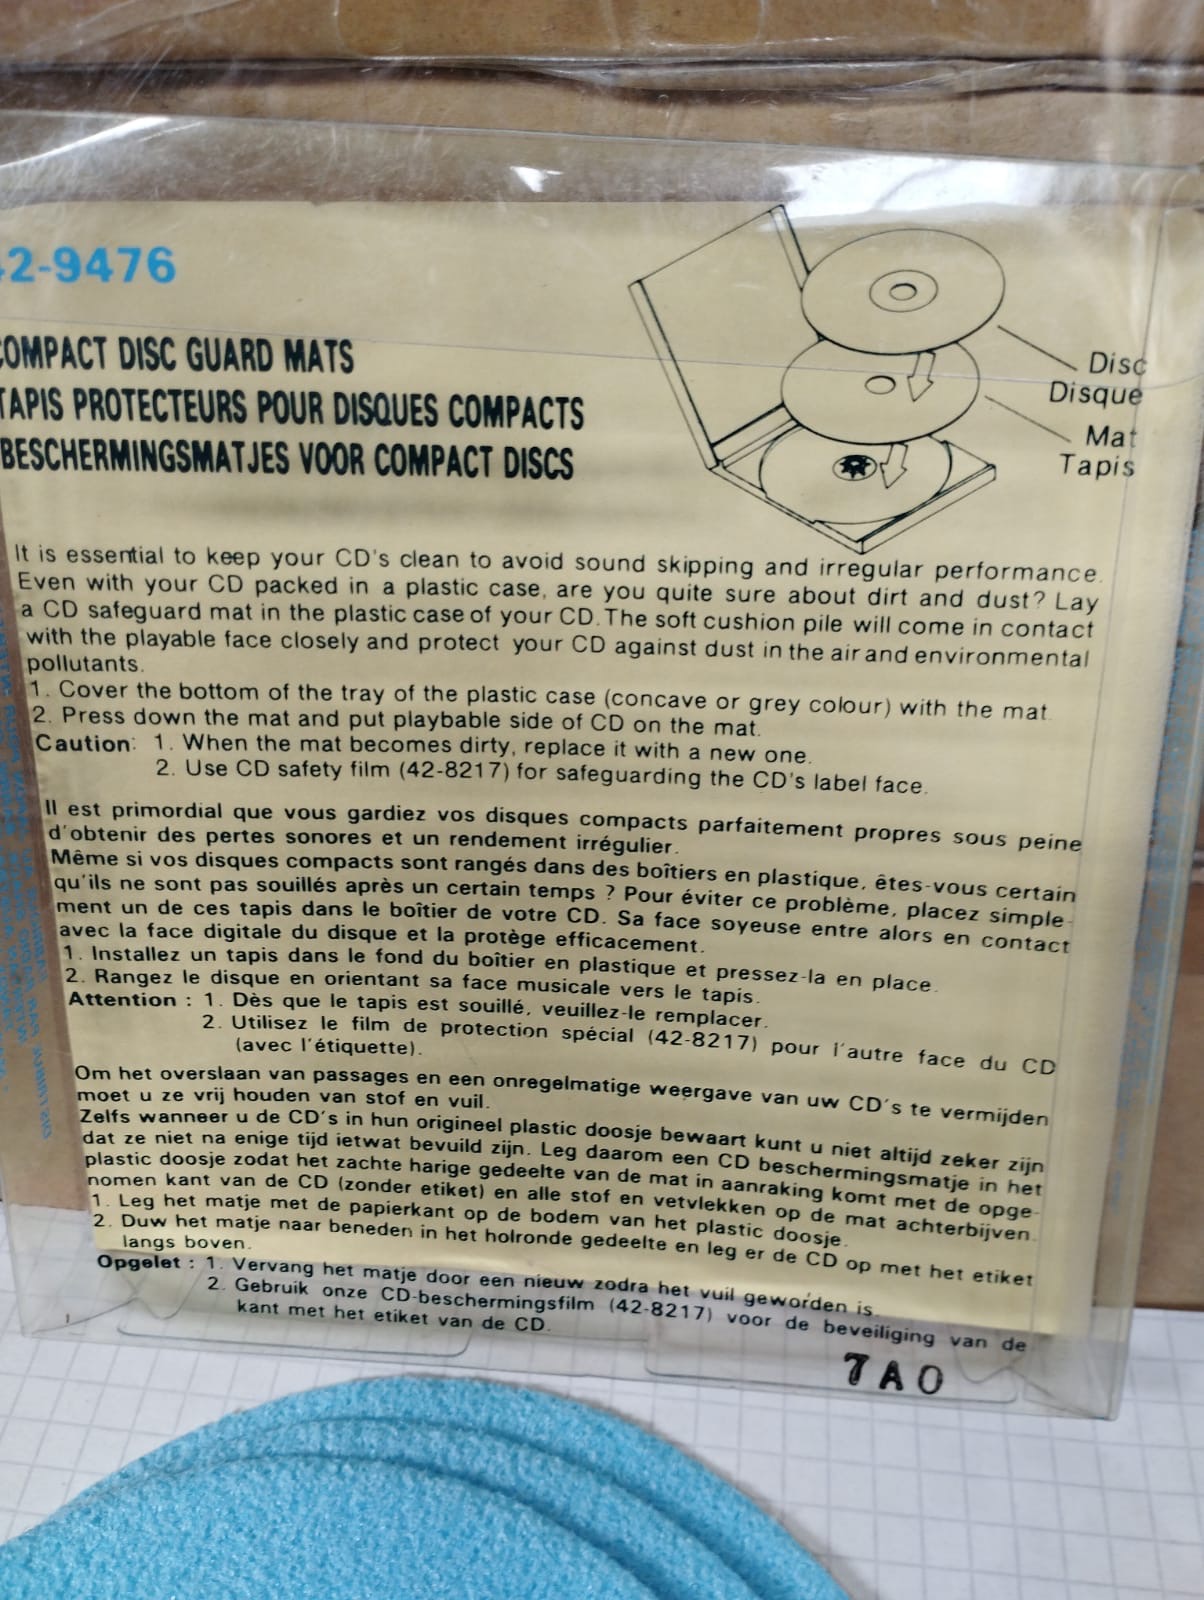 42-9476
COMPACT DISC GUARD MATS
TAPIS PROTECTEURS POUR DISQUES COMPACTS
BESCHERMINGSMATJES VOOR COMPACT DISCS
Disc
Disque
Mat
Tapis
It is essential to keep your CD's clean to avoid sound skipping and irregular performance.
Even with your CD packed in a plastic case, are you quite sure about dirt and dust? Lay
a CD safeguard mat in the plastic case of your CD. The soft cushion pile will come in contact
with the playable face closely and protect your CD against dust in the air and environmental
pollutants.
1. Cover the bottom of the tray of the plastic case (concave or grey colour) with the mat.
2. Press down the mat and put playbable side of CD on the mat.
Caution: 1. When the mat becomes dirty, replace it with a new one.
2. Use CD safety film (42-8217) for safeguarding the CD's label face.
Il est primordial que vous gardiez vos disques compacts parfaitement propres sous peine
d'obtenir des pertes sonores et un rendement irrégulier.
Même si vos disques compacts sont rangés dans des boîtiers en plastique, êtes-vous certain
qu'ils ne sont pas souillés après un certain temps ? Pour éviter ce problème, placez simple-
ment un de ces tapis dans le boîtier de votre CD. Sa face soyeuse entre alors en contact
avec la face digitale du disque et la protège efficacement.
1. Installez un tapis dans le fond du boîtier en plastique et pressez-la en place.
2. Rangez le disque en orientant sa face musicale vers le tapis.
Attention : 1. Dès que le tapis est souillé, veuillez-le remplacer.
2. Utilisez le film de protection spécial (42-8217) pour l'autre face du CD
(avec l'étiquette).
Om het overslaan van passages en een onregelmatige weergave van uw CD's te vermijden
moet u ze vrij houden van stof en vuil.
Zelfs wanneer u de CD's in hun origineel plastic doosje bewaart kunt u niet altijd zeker zijn
dat ze niet na enige tijd ietwat bevuild zijn. Leg daarom een CD beschermingsmatje in het
plastic doosje zodat het zachte harige gedeelte van de mat in aanraking komt met de opge-
nomen kant van de CD (zonder etiket) en alle stof en vetvlekken op de mat achterbijven.
1. Leg het matje met de papierkant op de bodem van het plastic doosje.
2. Duw het matje naar beneden in het holronde gedeelte en leg er de CD op met het etiket
langs boven.
Opgelet : 1. Vervang het matje door een nieuw zodra het vuil geworden is.
2. Gebruik onze CD-beschermingsfilm (42-8217) voor de beveiliging van de
kant met het etiket van de CD.
7A0